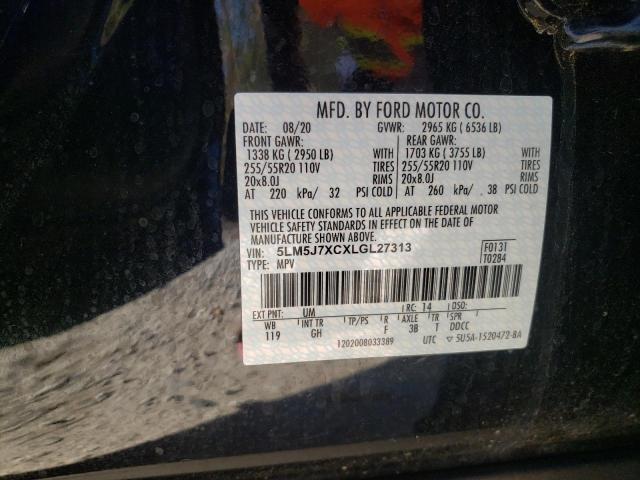 MFD. BY FORD MOTOR CO.
DATE: 08/20 GVWR: 2965 KG ( 6536 LB)
FRONT GAWR: REAR GAWR:
1338 KG ( 2950 LB) WITH 1703 KG ( 3755 LB) WITH
255/55R20 110V TIRES 255/55R20 110V TIRES
20x8.0J RIMS 20x8.0J RIMS
AT 220 kPa/ 32 PSI COLD AT 260 kPa/ 38 PSI COLD
THIS VEHICLE CONFORMS TO ALL APPLICABLE FEDERAL MOTOR
VEHICLE SAFETY STANDARDS IN EFFECT ON THE DATE OF
MANUFACTURE SHOWN ABOVE.
VIN: 5LM5J7XCXLGL27313 F0131
TYPE: MPV T0284
EXT PNT: UM RC: 14 DSO:
WB INT TR TP/PS R AXLE TR SPR
119 GH F 3B T DDCC
1202008033389 UTC ▽ 5U5A-1520472-BA